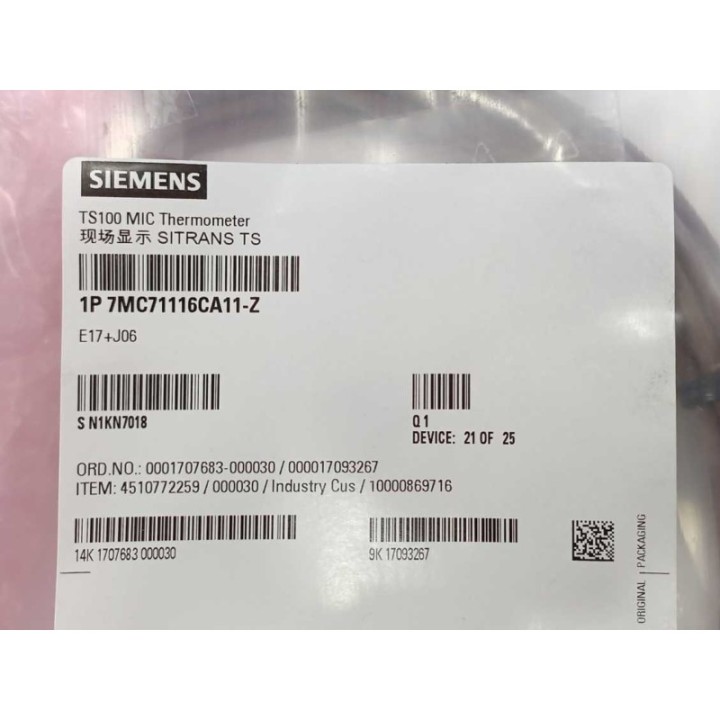 SIEMENS
TS100 MIC Thermometer
现场显示 SITRANS TS
1P 7MC71116CA11-Z
E17+J06
S N1KN7018
Q 1
DEVICE: 21 OF 25
ORD.NO.: 0001707683-000030 / 000017093267
ITEM: 4510772259 / 000030 / Industry Cus / 10000869716
14K 1707683 000030
9K 17093267
ORIGINAL PACKAGING